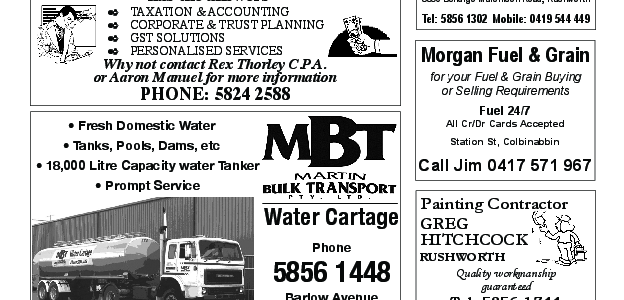 TAXATION & ACCOUNTING
CORPORATE & TRUST PLANNING
GST SOLUTIONS
PERSONALISED SERVICES
Why not contact Rex Thorley C.P.A.
or Aaron Manuel for more information
PHONE: 5824 2588
• Fresh Domestic Water
• Tanks, Pools, Dams, etc
• 18,000 Litre Capacity water Tanker
• Prompt Service
MBT
MARTIN
BULK TRANSPORT
PTY. LTD.
Water Cartage
Phone
5856 1448
Barlow Avenue
MBT Water Cartage
Tel: 5856 1302 Mobile: 0419 544 449
Morgan Fuel & Grain
for your Fuel & Grain Buying
or Selling Requirements
Fuel 24/7
All Cr/Dr Cards Accepted
Station St, Colbinabbin
Call Jim 0417 571 967
Painting Contractor
GREG
HITCHCOCK
RUSHWORTH
Quality workmanship
guaranteed